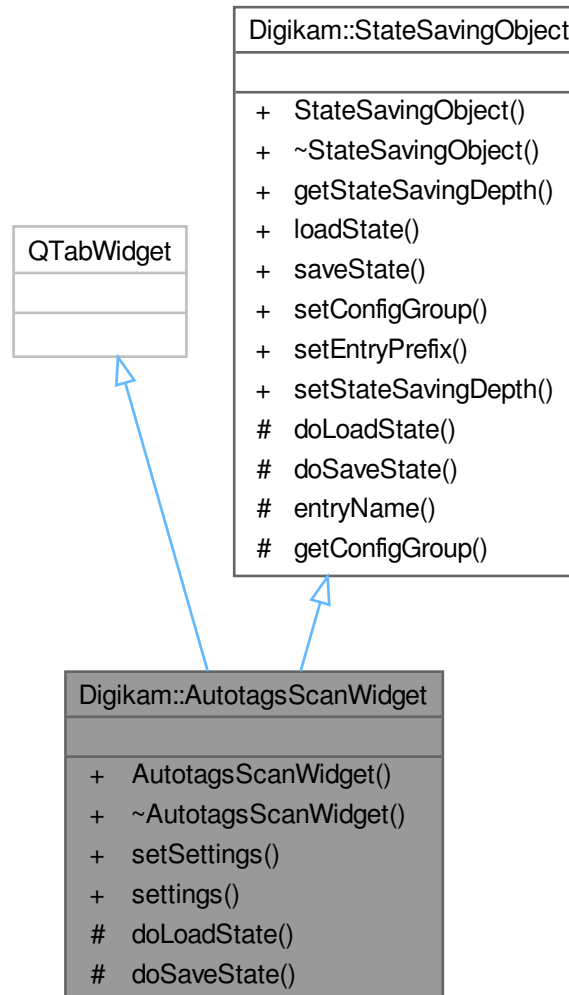 Digikam::StateSavingObject
+ StateSavingObject()
+ ~StateSavingObject()
+ getStateSavingDepth()
+ loadState()
+ saveState()
+ setConfigGroup()
+ setEntryPrefix()
+ setStateSavingDepth()
# doLoadState()
# doSaveState()
# entryName()
# getConfigGroup()
QTabWidget
Digikam::AutotagsScanWidget
+ AutotagsScanWidget()
+ ~AutotagsScanWidget()
+ setSettings()
+ settings()
# doLoadState()
# doSaveState()